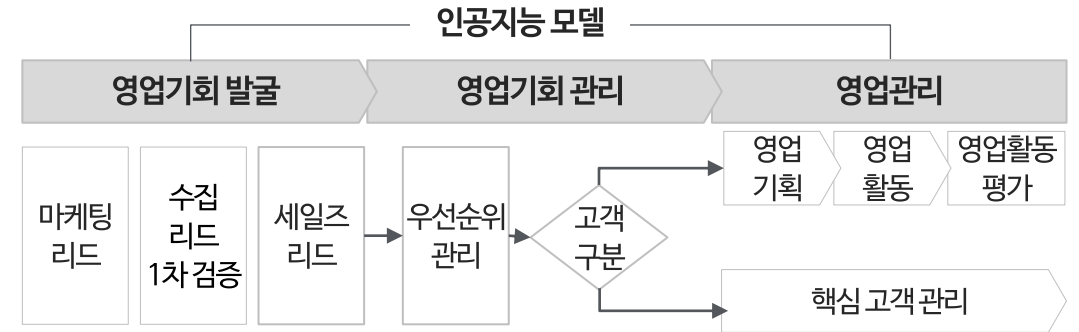 인공지능 모델
영업기회 발굴
영업기회 관리
영업관리
마케팅
리드
수집
리드
1차 검증
세일즈
리드
우선순위
관리
고객
구분
영업
기획
영업
활동
영업활동
평가
핵심 고객 관리